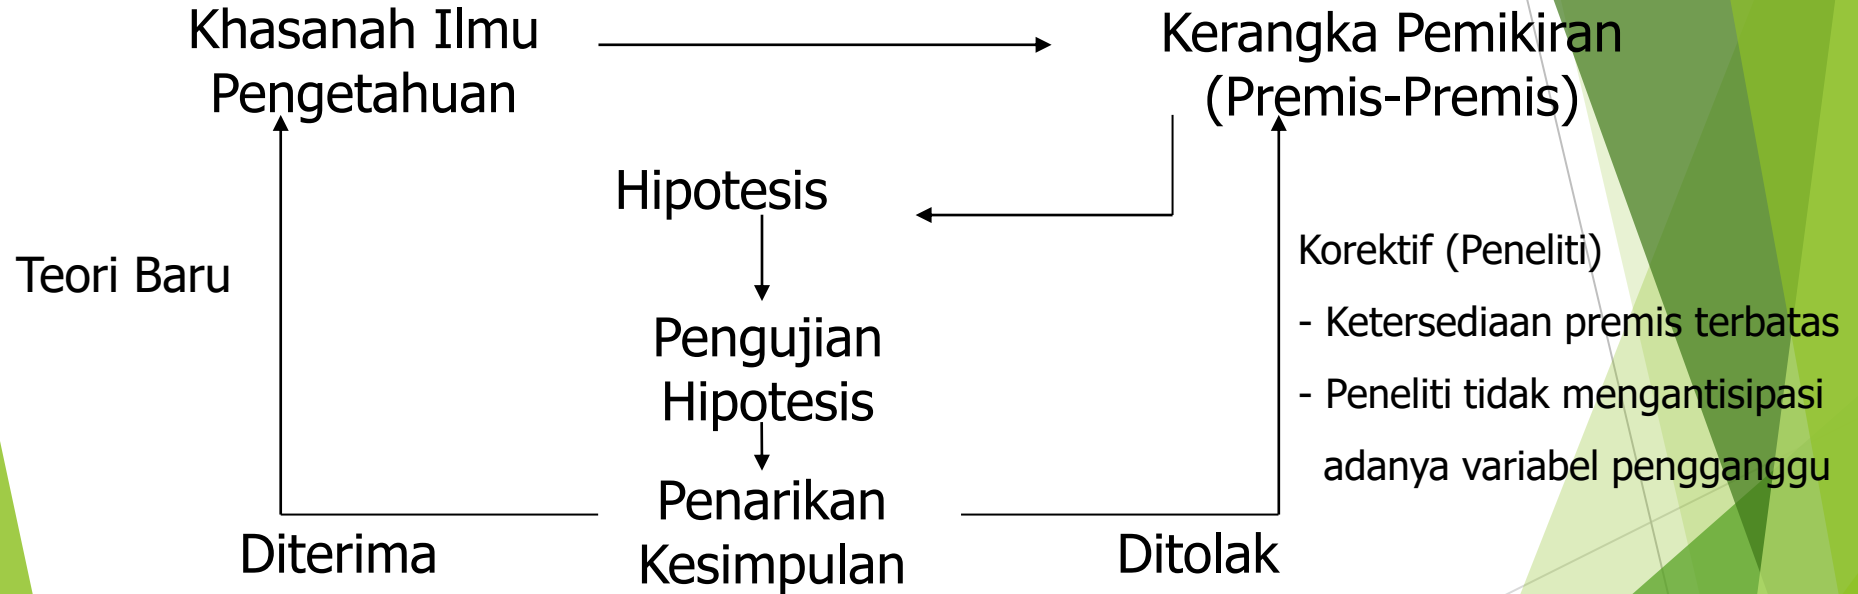 Khasanah Ilmu
Pengetahuan
Kerangka Pemikiran
(Premis-Premis)
Hipotesis
Teori Baru
Pengujian
Hipotesis
Korektif (Peneliti)
- Ketersediaan premis terbatas
- Peneliti tidak mengantisipasi
adanya variabel pengganggu
Penarikan
Kesimpulan
Diterima
Ditolak